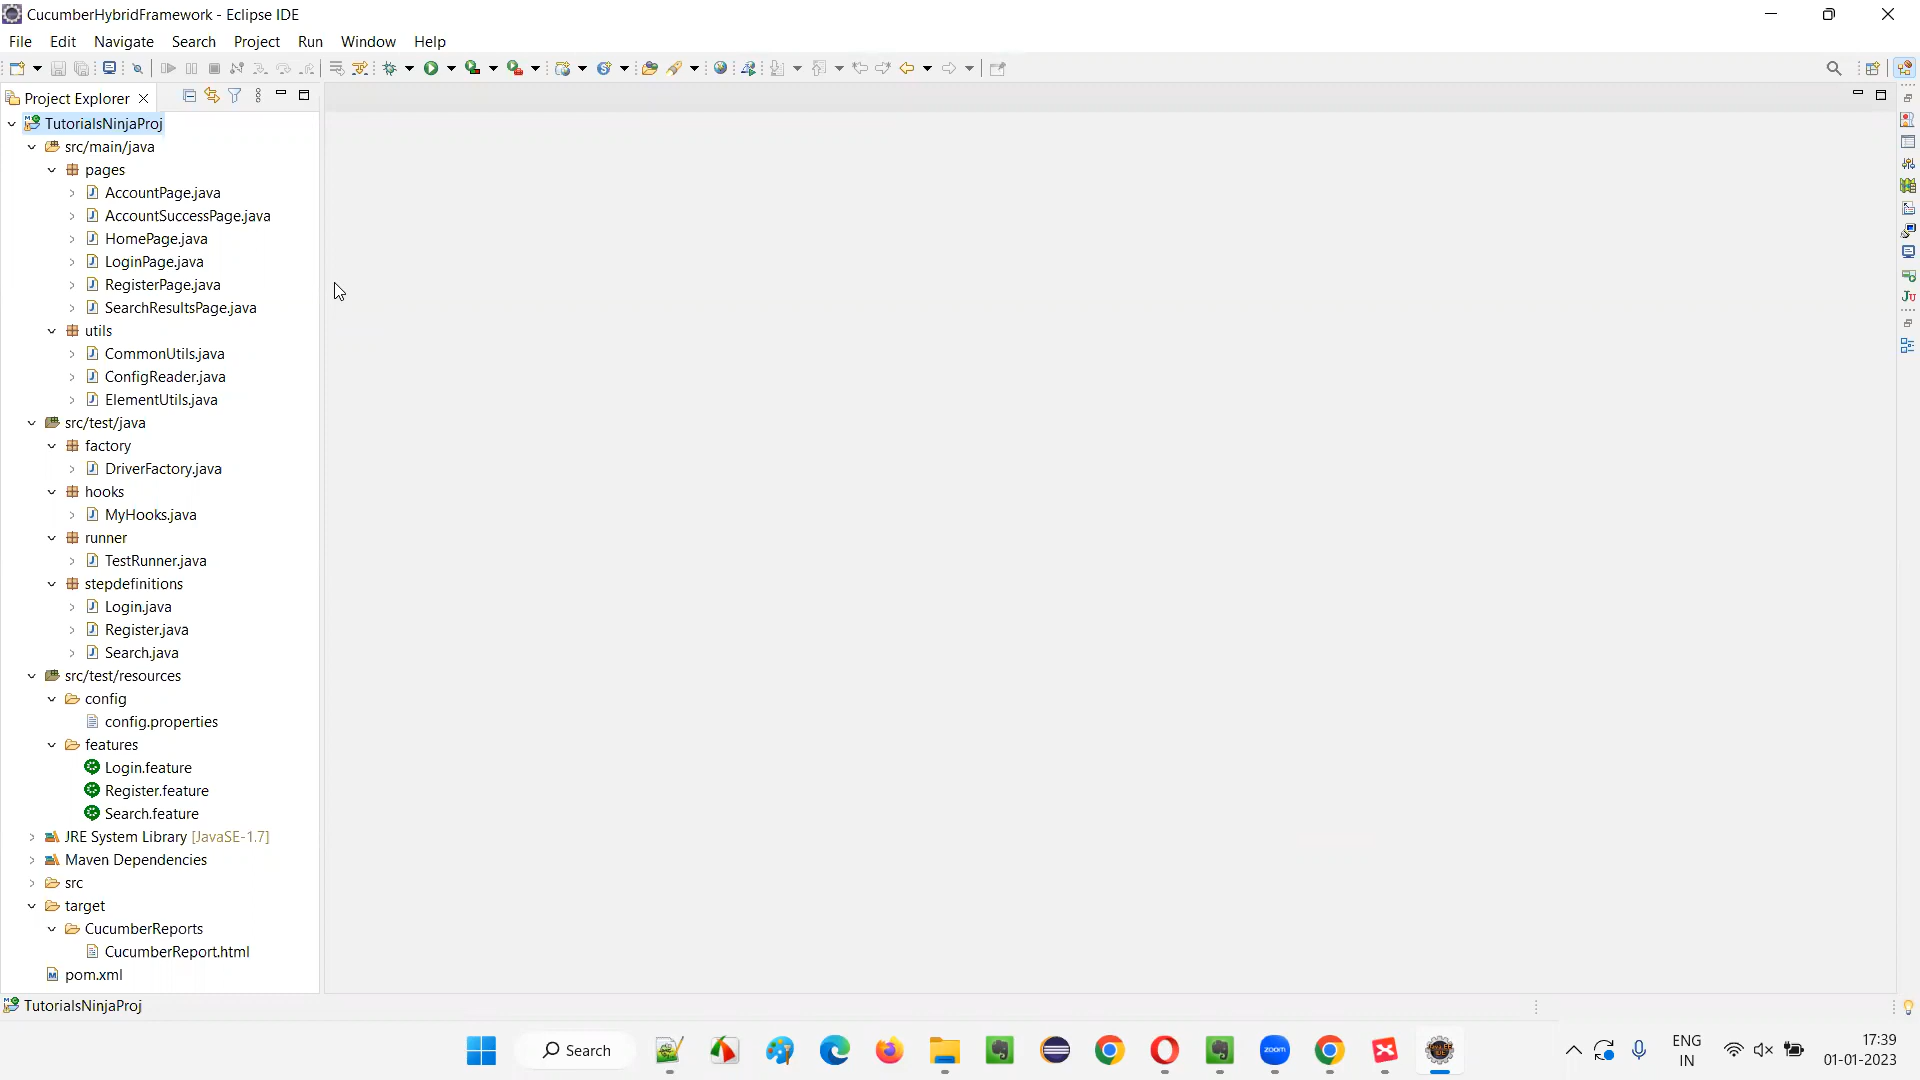 CucumberHybridFramework - Eclipse IDE
File Edit Navigate Search Project Run Window Help
Project Explorer
TutorialsNinjaProj
src/main/java
pages
AccountPage.java
AccountSuccessPage.java
HomePage.java
LoginPage.java
RegisterPage.java
SearchResultsPage.java
utils
CommonUtils.java
ConfigReader.java
ElementUtils.java
src/test/java
factory
DriverFactory.java
hooks
MyHooks.java
runner
TestRunner.java
stepdefinitions
Login.java
Register.java
Search.java
src/test/resources
config
config.properties
features
Login.feature
Register.feature
Search.feature
JRE System Library [JavaSE-1.7]
Maven Dependencies
src
target
CucumberReports
CucumberReport.html
pom.xml
TutorialsNinjaProj
Search
zoom
ENG
IN
17:39
01-01-2023